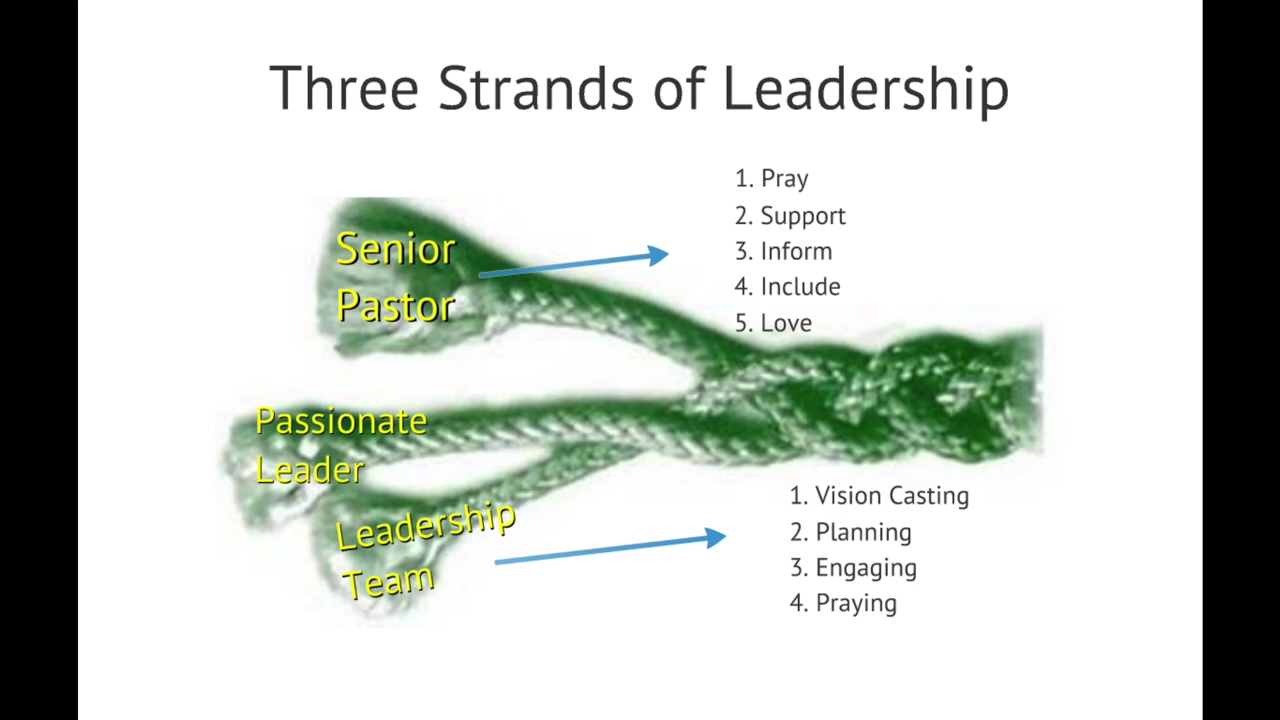 Three Strands of Leadership
Senior
Pastor
1. Pray
2. Support
3. Inform
4. Include
5. Love
Passionate
Leader
Leadership
Team
1. Vision Casting
2. Planning
3. Engaging
4. Praying